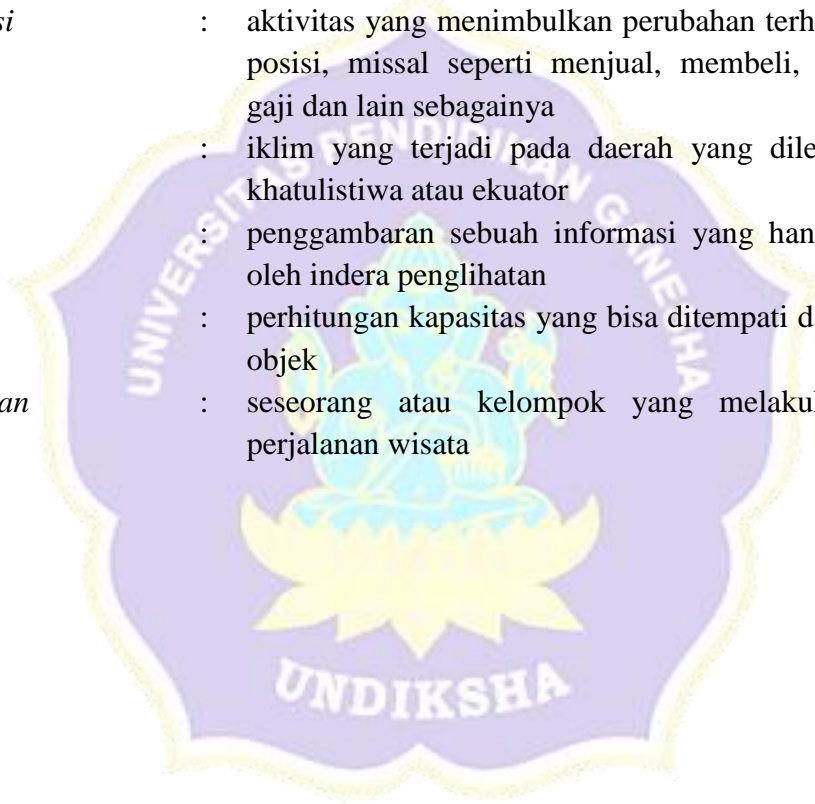 si : aktivitas yang menimbulkan perubahan terh
posisi, missal seperti menjual, membeli,
gaji dan lain sebagainya
: iklim yang terjadi pada daerah yang dile
khatulistiwa atau ekuator
: penggambaran sebuah informasi yang han
oleh indera penglihatan
: perhitungan kapasitas yang bisa ditempati d
objek
an : seseorang atau kelompok yang melaku
perjalanan wisata
UNIVERSITAS PENDIDIKAN GANESHA
UNDIKSHA